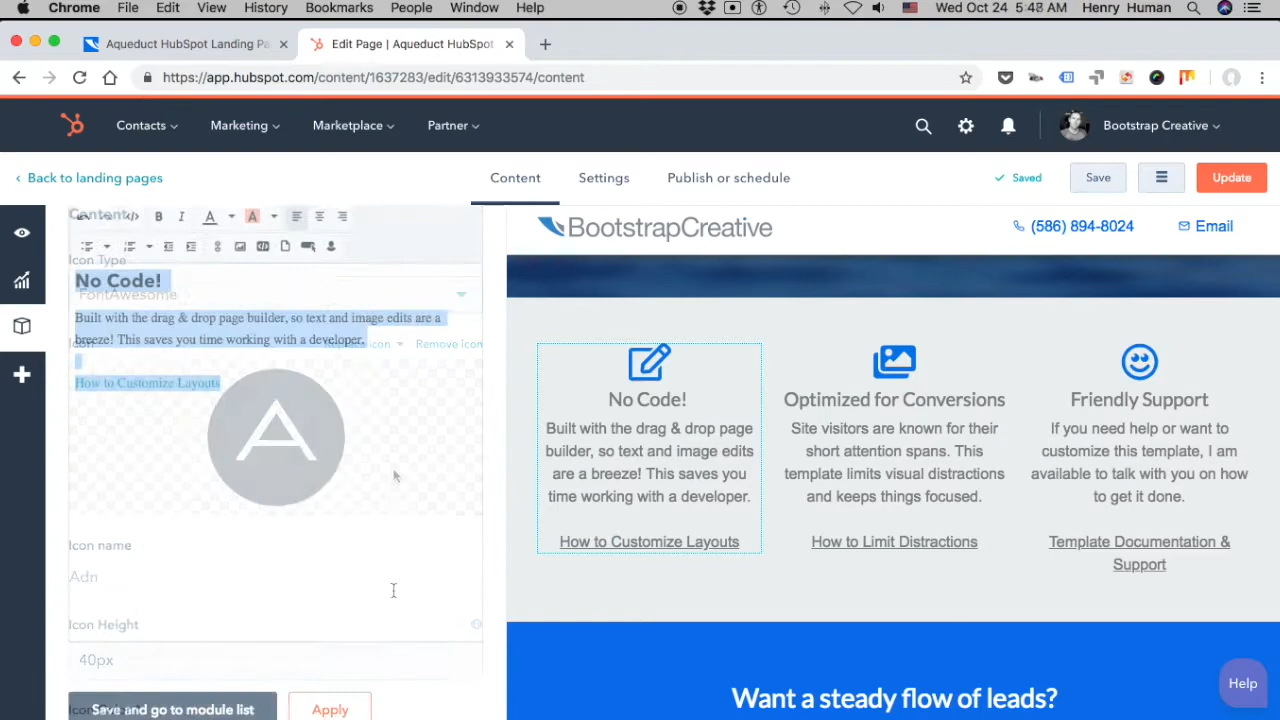 Chrome File Edit View History Bookmarks People Window Help Wed Oct 24 5:48 AM Henry Human
Aqueduct HubSpot Landing Pa
Edit Page | Aqueduct HubSpot
https://app.hubspot.com/content/1637283/edit/6313933574/content
Contacts Marketing Marketplace Partner Bootstrap Creative
Back to landing pages Content Settings Publish or schedule Saved Save Update
Content
B I A A
Icon Type
No Code!
FontAwesome
Built with the drag & drop page builder, so text and image edits are a
breeze! This saves you time working with a developer.
Icon
Remove icon
How to Customize Layouts
A
Icon name
Adn
Icon Height
40px
Save and go to module list Apply
BootstrapCreative (586) 894-8024 Email
No Code!
Built with the drag & drop page
builder, so text and image edits
are a breeze! This saves you
time working with a developer.
How to Customize Layouts
Optimized for Conversions
Site visitors are known for their
short attention spans. This
template limits visual distractions
and keeps things focused.
How to Limit Distractions
Friendly Support
If you need help or want to
customize this template, I am
available to talk with you on how
to get it done.
Template Documentation &
Support
Want a steady flow of leads?
Help